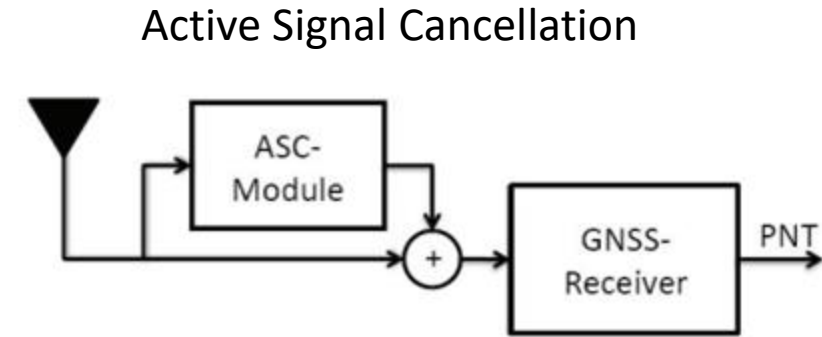 Active Signal Cancellation
ASC-
Module
+
GNSS-
Receiver
PNT